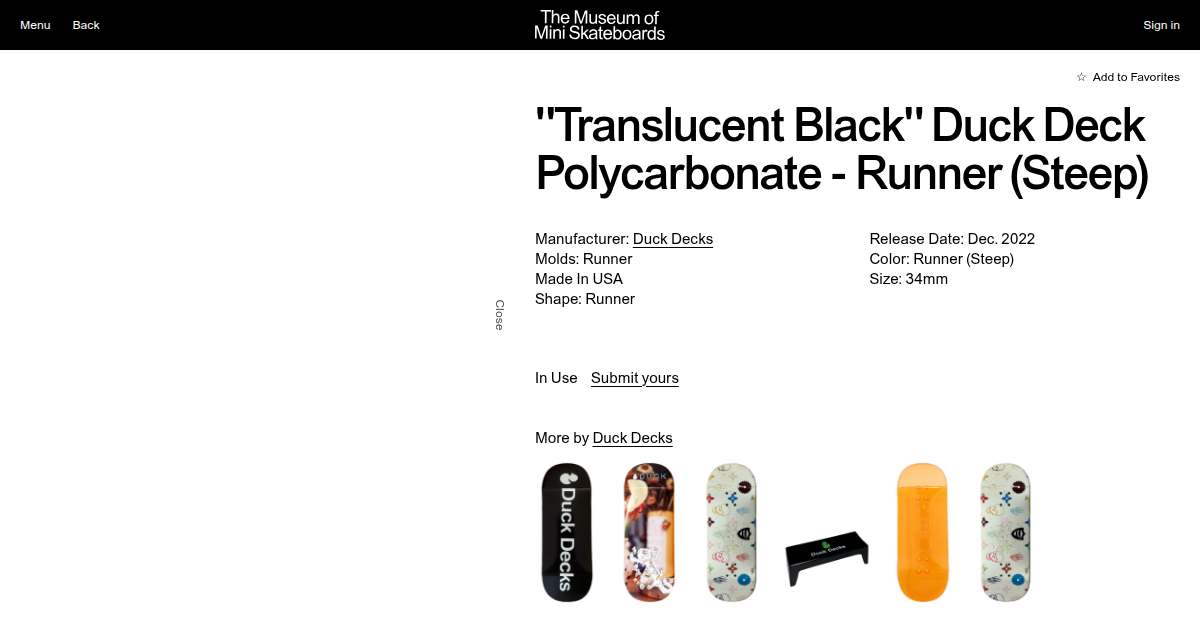 Menu Back
The Museum of
Mini Skateboards
Sign in
☆ Add to Favorites
"Translucent Black" Duck Deck
Polycarbonate - Runner (Steep)
Manufacturer: Duck Decks
Molds: Runner
Made In USA
Shape: Runner
Release Date: Dec. 2022
Color: Runner (Steep)
Size: 34mm
Close
In Use Submit yours
More by Duck Decks
Duck Decks
DUCK
Duck Decks